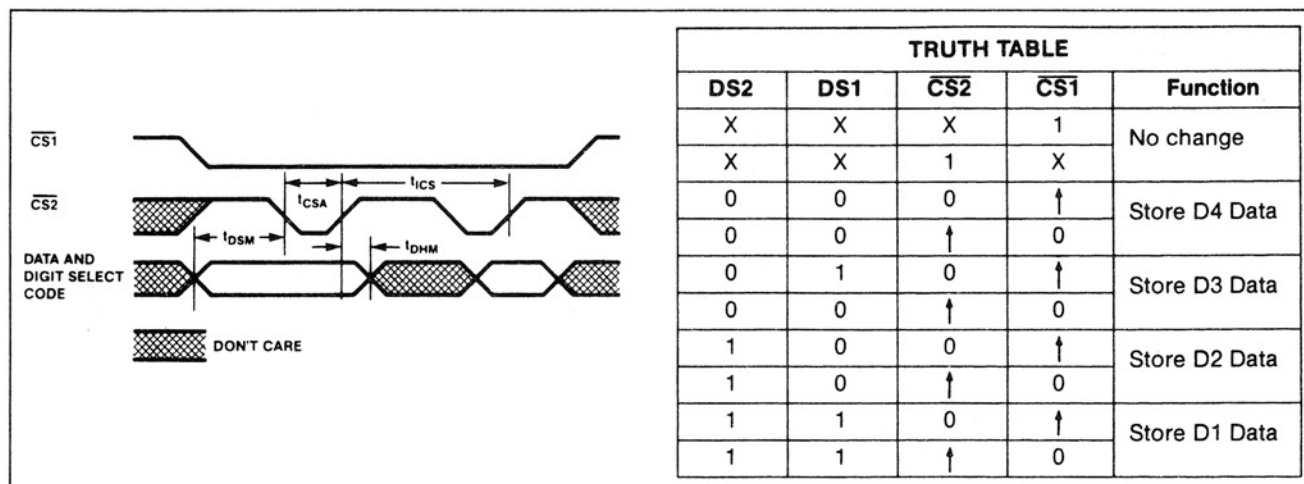 CS1
CS2
DATA AND
DIGIT SELECT
CODE
tCSA
tICS
tDSM
tDHM
DON'T CARE
TRUTH TABLE
DS2 DS1 CS2 CS1 Function
X X X 1 No change
X X 1 X
0 0 0 ↑ Store D4 Data
0 0 ↑ 0
0 1 0 ↑ Store D3 Data
0 0 ↑ 0
1 0 0 ↑ Store D2 Data
1 0 ↑ 0
1 1 0 ↑ Store D1 Data
1 1 ↑ 0